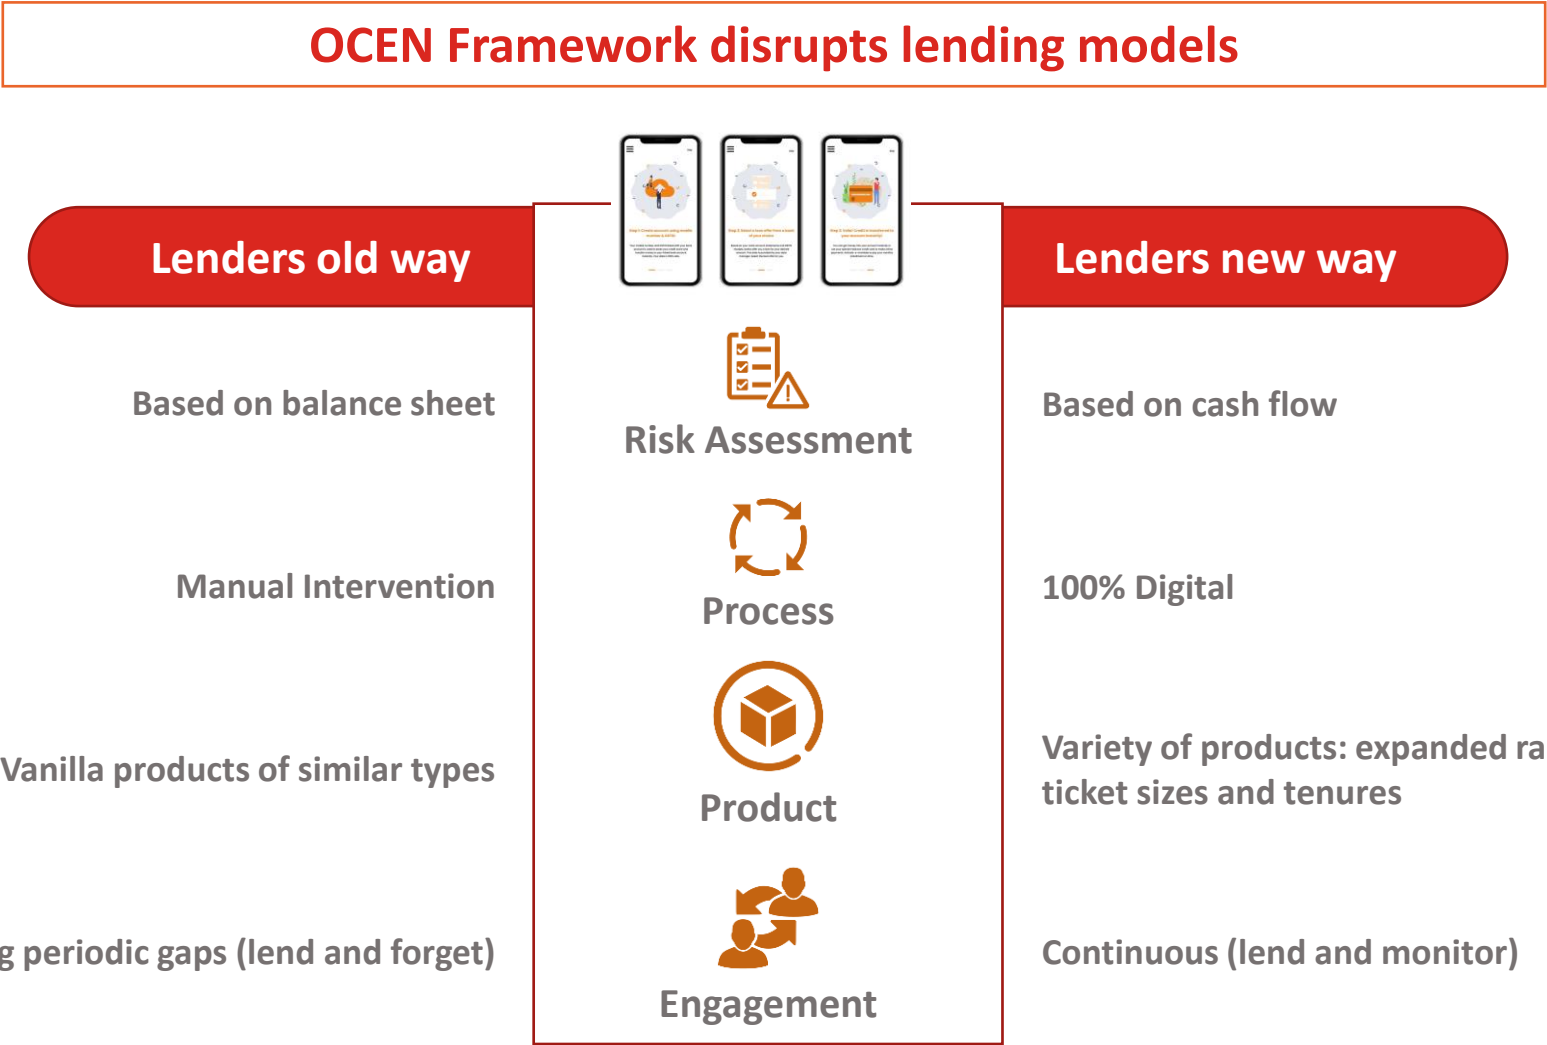 OCEN Framework disrupts lending models
Lenders old way
Lenders new way
Based on balance sheet
Risk Assessment
Based on cash flow
Manual Intervention
Process
100% Digital
Vanilla products of similar types
Product
Variety of products: expanded ra
ticket sizes and tenures
g periodic gaps (lend and forget)
Engagement
Continuous (lend and monitor)